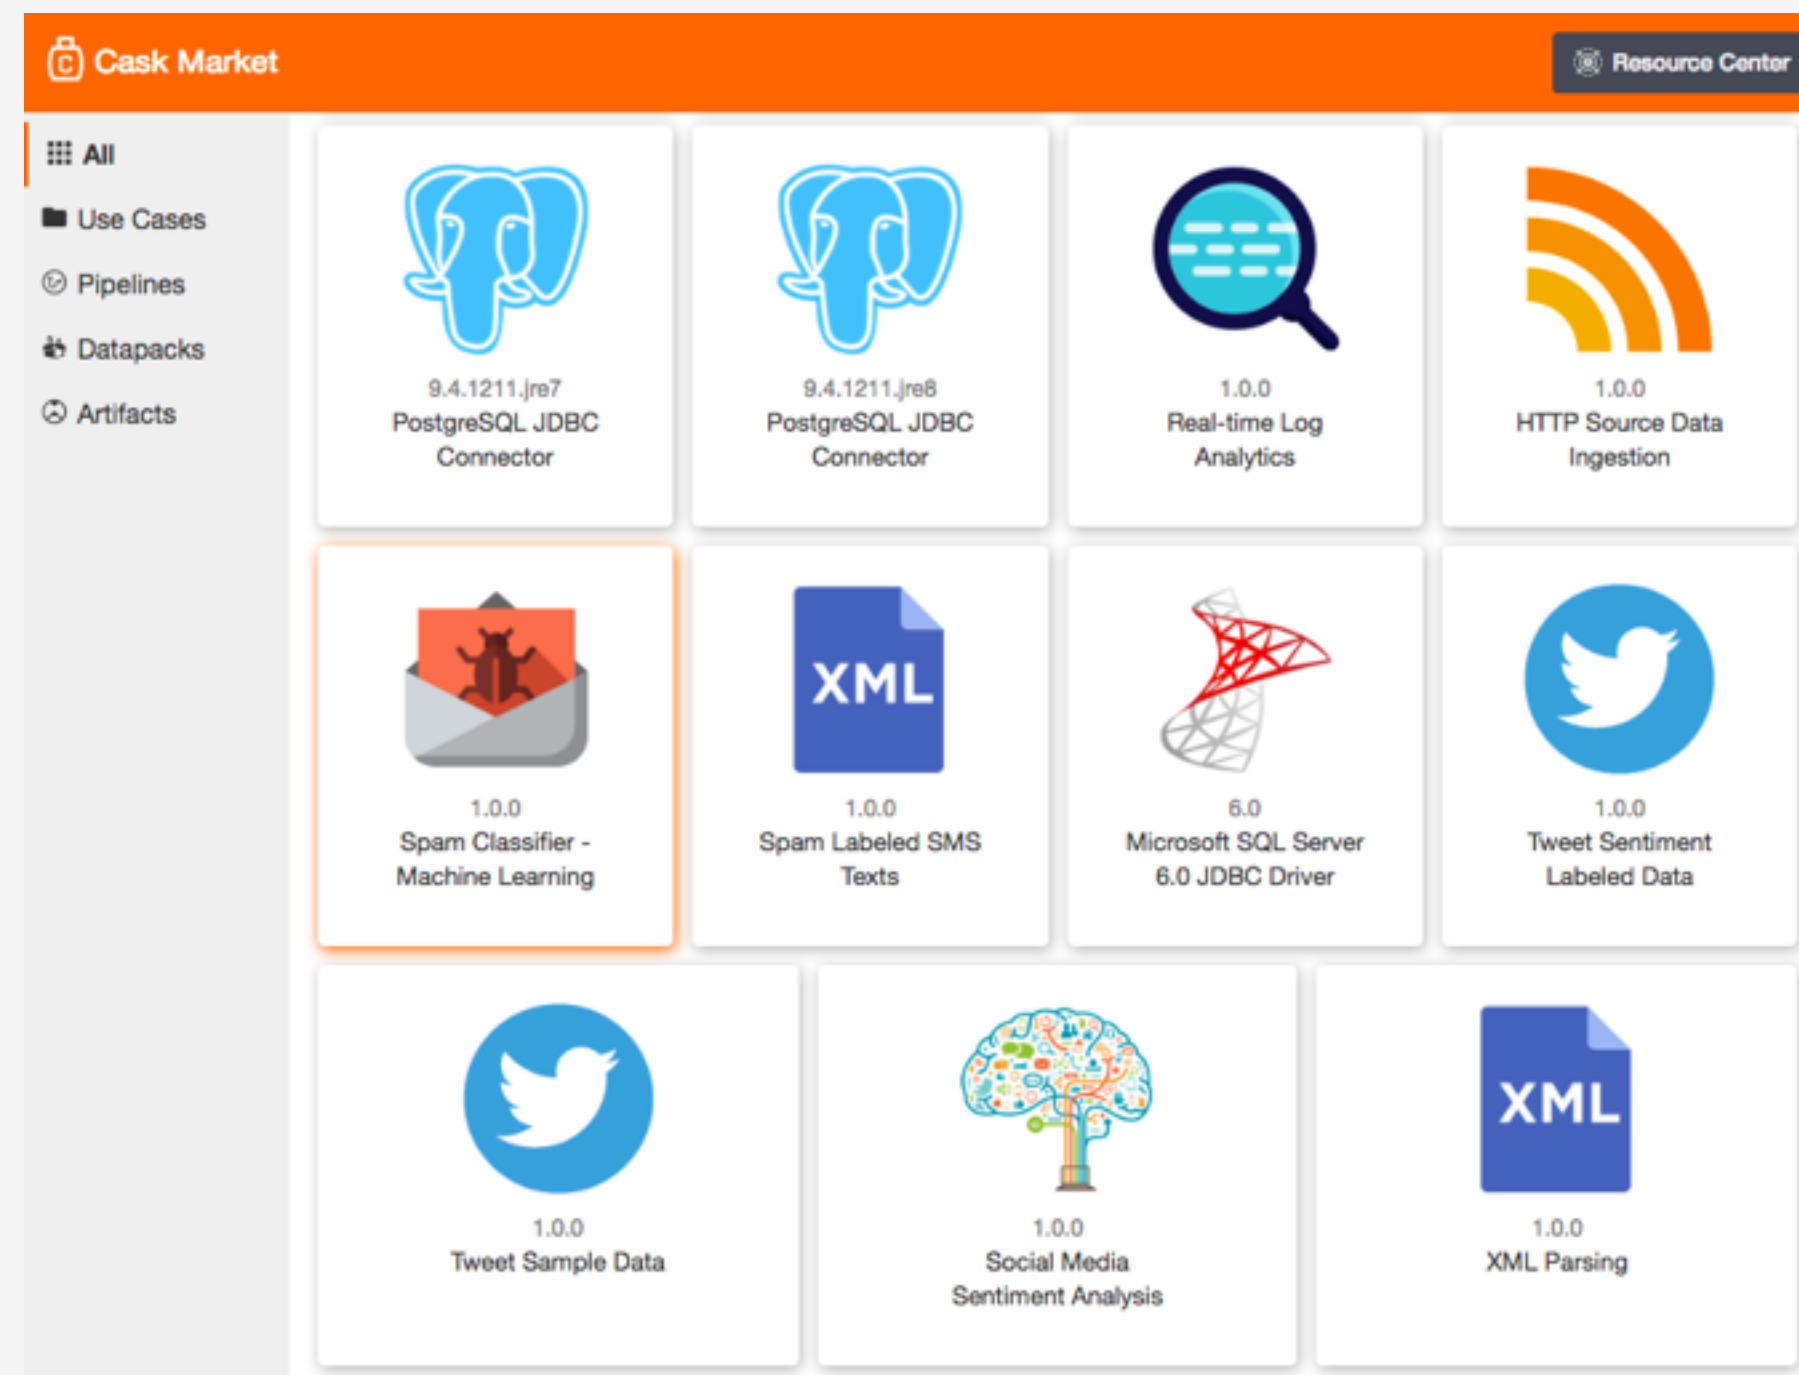 Cask Market
Resource Center
All
Use Cases
Pipelines
Datapacks
Artifacts
9.4.1211.jre7
PostgreSQL JDBC
Connector
9.4.1211.jre8
PostgreSQL JDBC
Connector
1.0.0
Real-time Log
Analytics
1.0.0
HTTP Source Data
Ingestion
1.0.0
Spam Classifier -
Machine Learning
XML
1.0.0
Spam Labeled SMS
Texts
6.0
Microsoft SQL Server
6.0 JDBC Driver
1.0.0
Tweet Sentiment
Labeled Data
1.0.0
Tweet Sample Data
1.0.0
Social Media
Sentiment Analysis
XML
1.0.0
XML Parsing